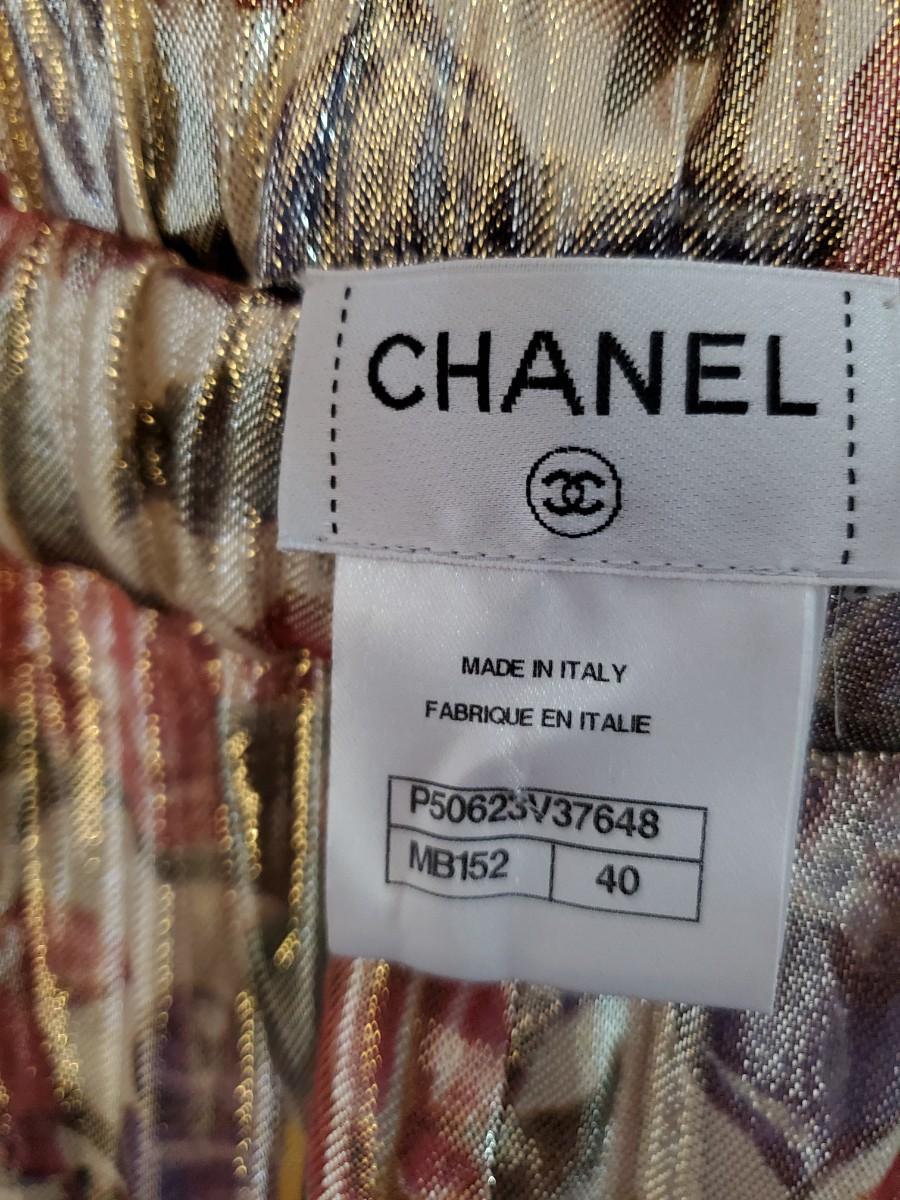 CHANEL
MADE IN ITALY
FABRIQUE EN ITALIE
P50623V37648
MB152 40